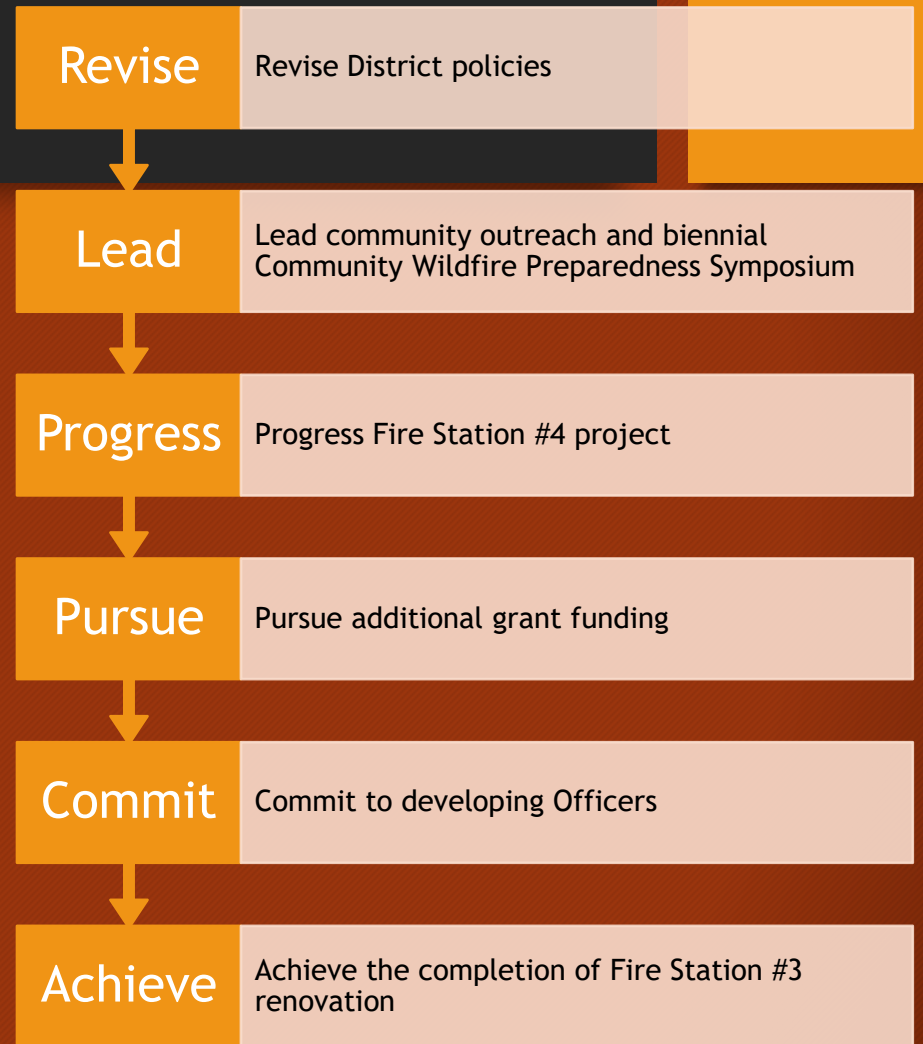 Revise
Revise District policies
Lead
Lead community outreach and biennial
Community Wildfire Preparedness Symposium
Progress
Progress Fire Station #4 project
Pursue
Pursue additional grant funding
Commit
Commit to developing Officers
Achieve
Achieve the completion of Fire Station #3
renovation